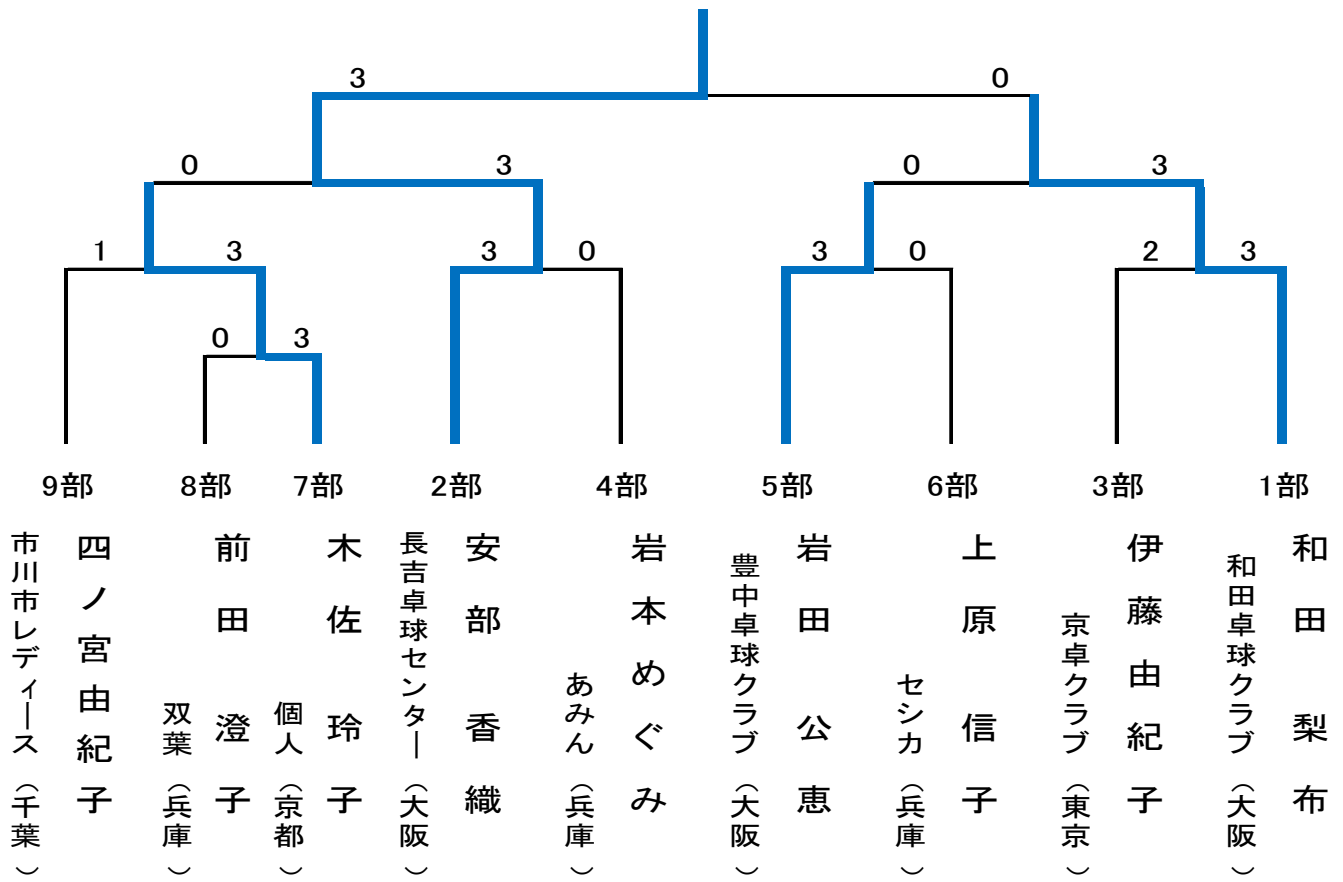 3 0
0 3 0 3
1 3 3 0 3 0 2 3
0 3
9部 8部 7部 2部 4部 5部 6部 3部 1部
四ノ宮由紀子
市川市レディース（千葉）
前田澄子
双葉（兵庫）
木佐玲子
個人（京都）
安部香織
長吉卓球センター（大阪）
岩本めぐみ
あみん（兵庫）
岩田公恵
豊中卓球クラブ（大阪）
上原信子
セシカ（兵庫）
伊藤由紀子
京卓クラブ（東京）
和田梨布
和田卓球クラブ（大阪）